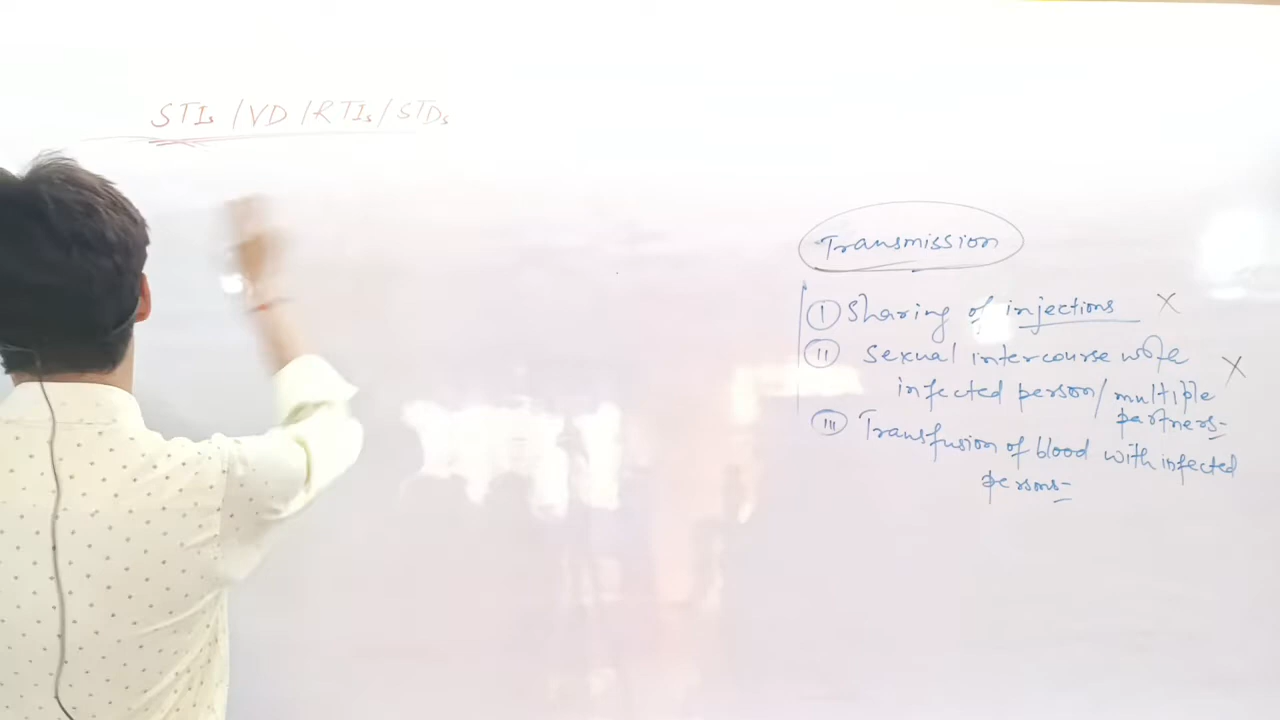 STIs / VD / RTIs / STDs
Transmission
I Sharing of injections X
II Sexual intercourse X
infected person/multiple
partners-
III Transfusion of blood with infected
persons-